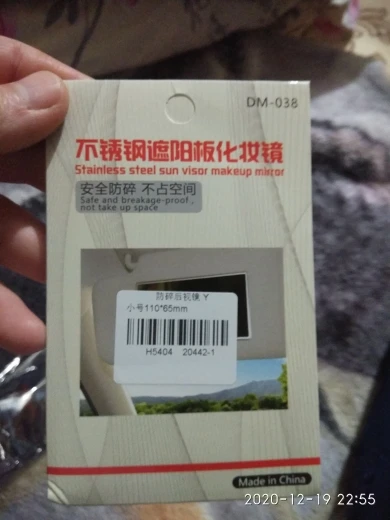 DM-038
不锈钢遮阳板化妆镜
Stainless steel sun visor makeup mirror
安全防碎 不占空间
Safe and breakage-proof,
not take up space
防碎后视镜 Y
小号110*65mm
H5404 20442-1
Made in China
2020-12-19 22:55